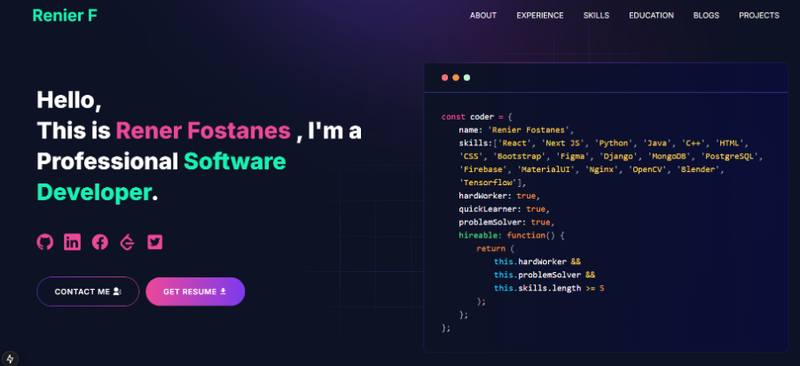 Renier F
ABOUT EXPERIENCE SKILLS EDUCATION BLOGS PROJECTS
Hello,
This is Rener Fostanes , I'm a
Professional Software
Developer.
CONTACT ME
GET RESUME
const coder = {
name: 'Renier Fostanes',
skills:['React', 'Next JS', 'Python', 'Java', 'C++', 'HTML',
'CSS', 'Bootstrap', 'Figma', 'Django', 'MongoDB', 'PostgreSQL',
'Firebase', 'MaterialUI', 'Nginx', 'OpenCV', 'Blender',
'Tensorflow'],
hardWorker: true,
quickLearner: true,
problemSolver: true,
hireable: function() {
return (
this.hardWorker &&
this.problemSolver &&
this.skills.length >= 5
);
};
};